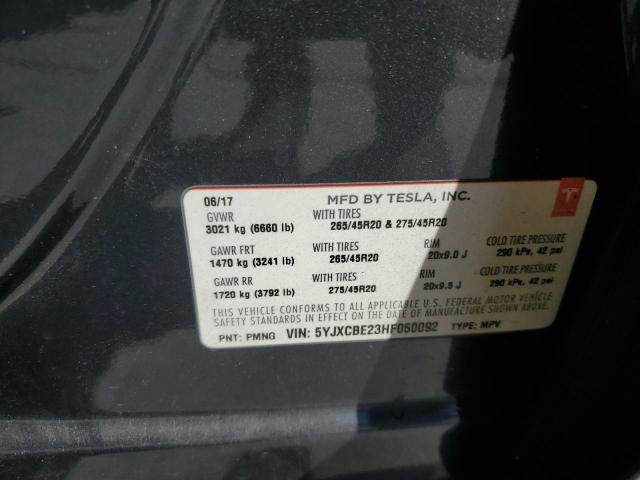 06/17 MFD BY TESLA, INC.
GVWR WITH TIRES
3021 kg (6660 lb) 265/45R20 & 275/45R20
GAWR FRT WITH TIRES RIM COLD TIRE PRESSURE
1470 kg (3241 lb) 265/45R20 20x9.0 J 290 kPa, 42 psi
GAWR RR WITH TIRES RIM COLD TIRE PRESSURE
1720 kg (3792 lb) 275/45R20 20x9.5 J 290 kPa, 42 psi
THIS VEHICLE CONFORMS TO ALL APPLICABLE U.S. FEDERAL MOTOR VEHICLE
SAFETY STANDARDS IN EFFECT ON THE DATE OF MANUFACTURE SHOWN ABOVE.
PNT: PMNG VIN: 5YJXCBE23HF050092 TYPE: MPV